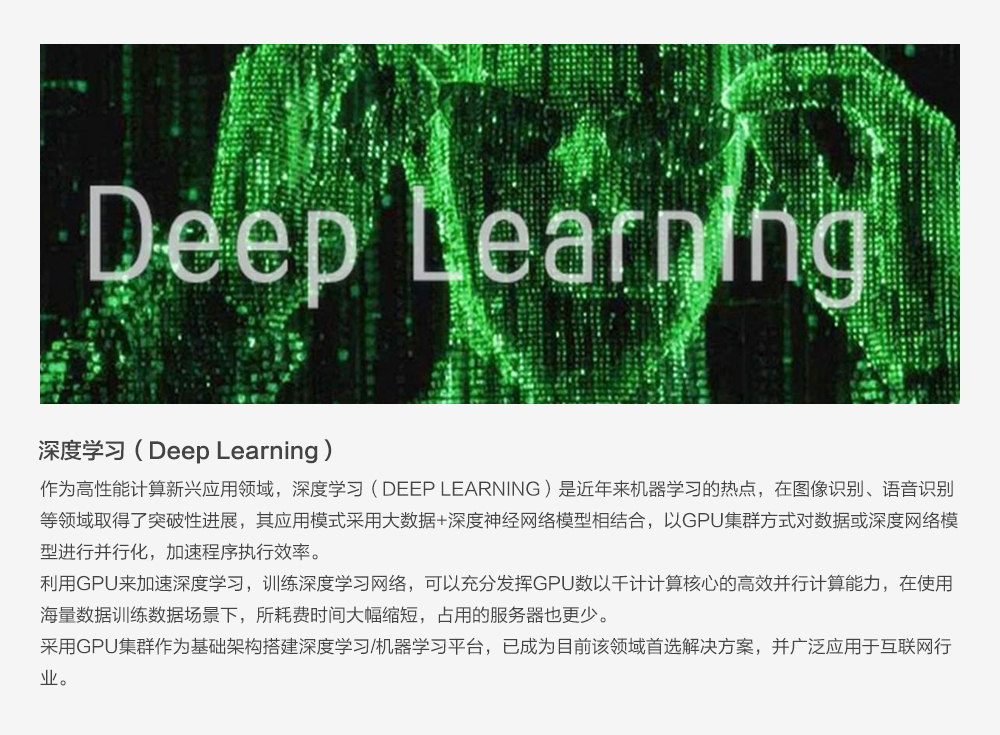 Deep Learning
深度学习（Deep Learning）
作为高性能计算新兴应用领域，深度学习（DEEP LEARNING）是近年来机器学习的热点，在图像识别、语音识别
等领域取得了突破性进展，其应用模式采用大数据+深度神经网络模型相结合，以GPU集群方式对数据或深度网络模
型进行并行化，加速程序执行效率。
利用GPU来加速深度学习，训练深度学习网络，可以充分发挥GPU数以千计计算核心的高效并行计算能力，在使用
海量数据训练数据场景下，所耗费时间大幅缩短，占用的服务器也更少。
采用GPU集群作为基础架构搭建深度学习/机器学习平台，已成为目前该领域首选解决方案，并广泛应用于互联网行
业。